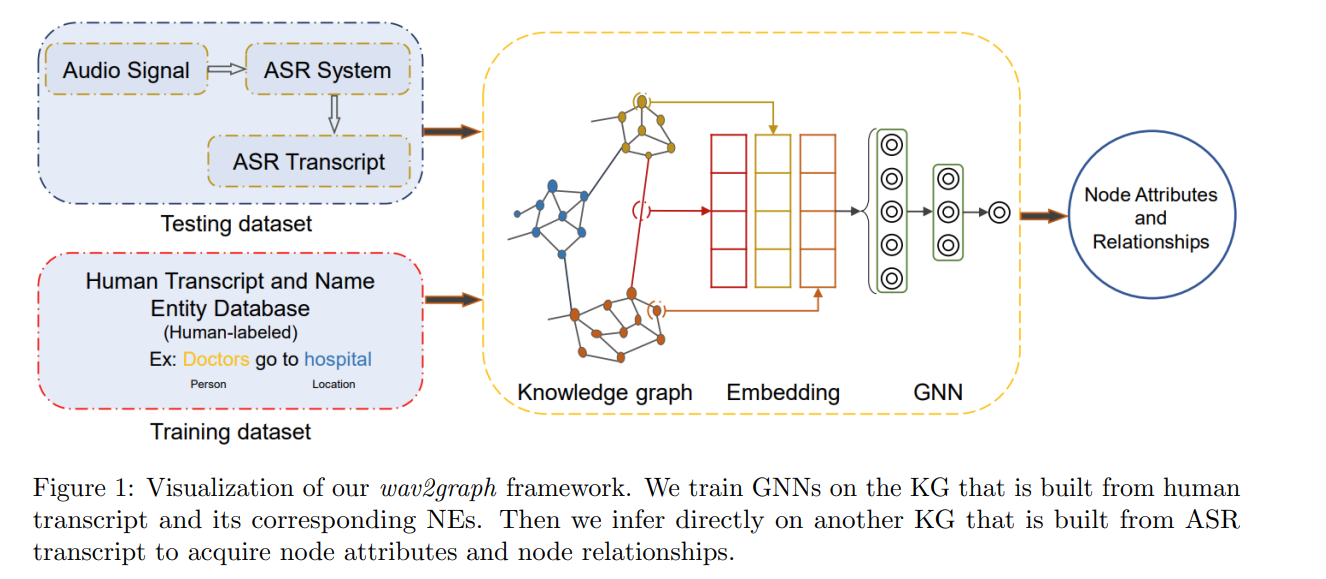 Audio Signal
ASR System
ASR Transcript
Testing dataset
Human Transcript and Name
Entity Database
(Human-labeled)
Ex: Doctors go to hospital
Person
Location
Training dataset
Knowledge graph
Embedding
GNN
Node Attributes
and
Relationships
Figure 1: Visualization of our wav2graph framework. We train GNNs on the KG that is built from human
transcript and its corresponding NEs. Then we infer directly on another KG that is built from ASR
transcript to acquire node attributes and node relationships.